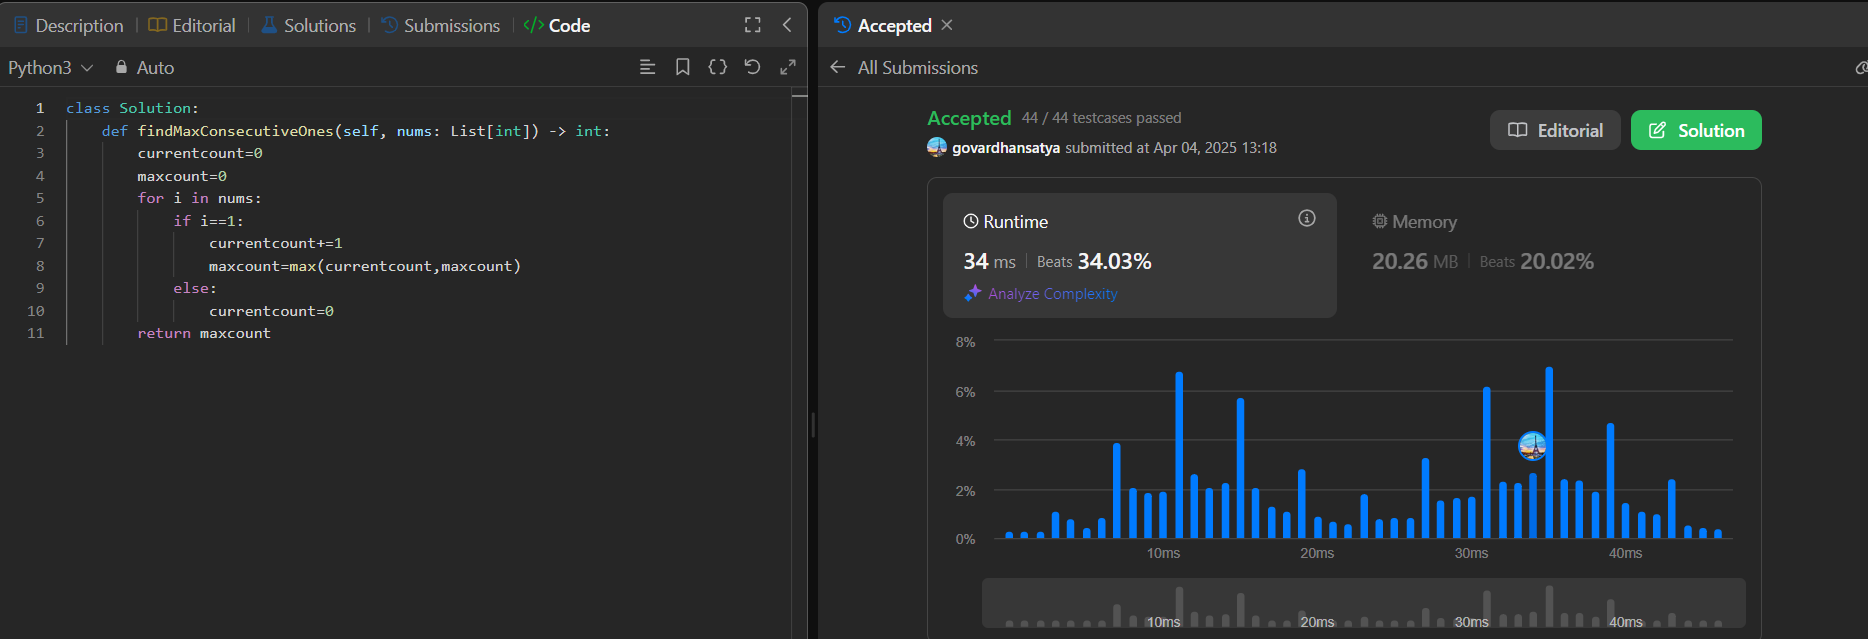 Description | Editorial | Solutions | Submissions | </> Code
Python3 Auto
1 class Solution:
2 def findMaxConsecutiveOnes(self, nums: List[int]) -> int:
3 currentcount=0
4 maxcount=0
5 for i in nums:
6 if i==1:
7 currentcount+=1
8 maxcount=max(currentcount,maxcount)
9 else:
10 currentcount=0
11 return maxcount
Accepted
All Submissions
Accepted 44 / 44 testcases passed
govardhansatya submitted at Apr 04, 2025 13:18
Editorial
Solution
Runtime
34 ms | Beats 34.03%
Analyze Complexity
Memory
20.26 MB | Beats 20.02%
8%
6%
4%
2%
0%
10ms 20ms 30ms 40ms
10ms 20ms 30ms 40ms